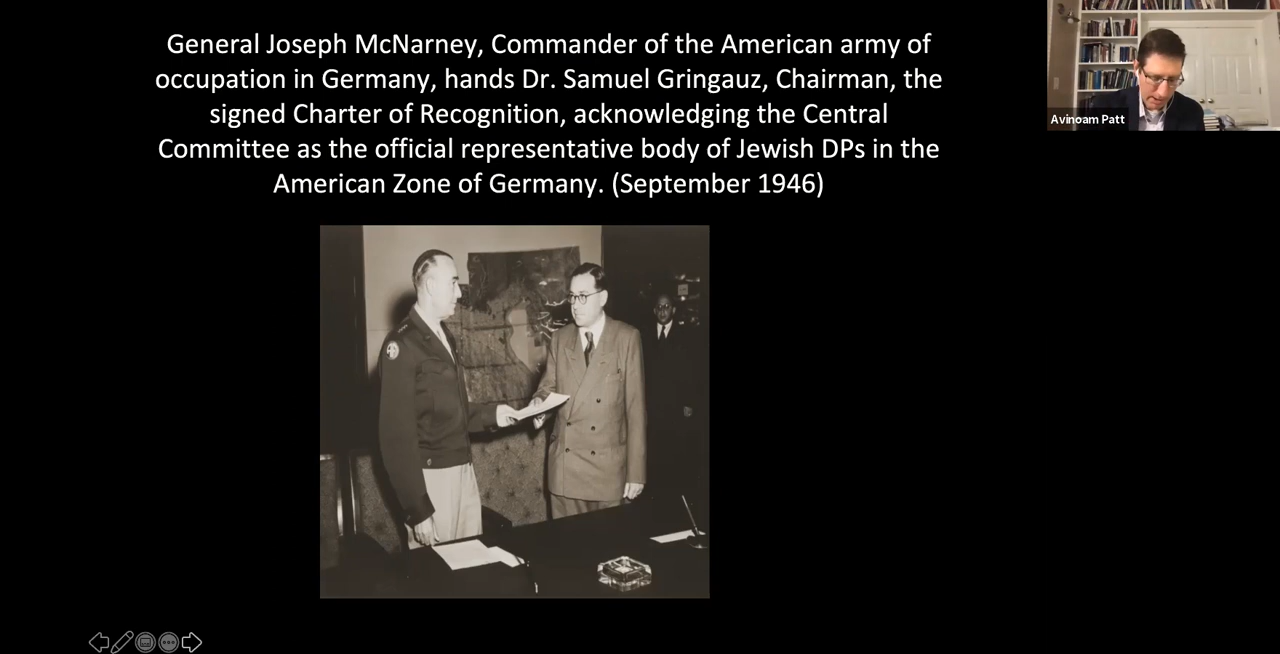 General Joseph McNarney, Commander of the American army of
occupation in Germany, hands Dr. Samuel Gringauz, Chairman, the
signed Charter of Recognition, acknowledging the Central
Committee as the official representative body of Jewish DPs in the
American Zone of Germany. (September 1946)
Avinoam Patt